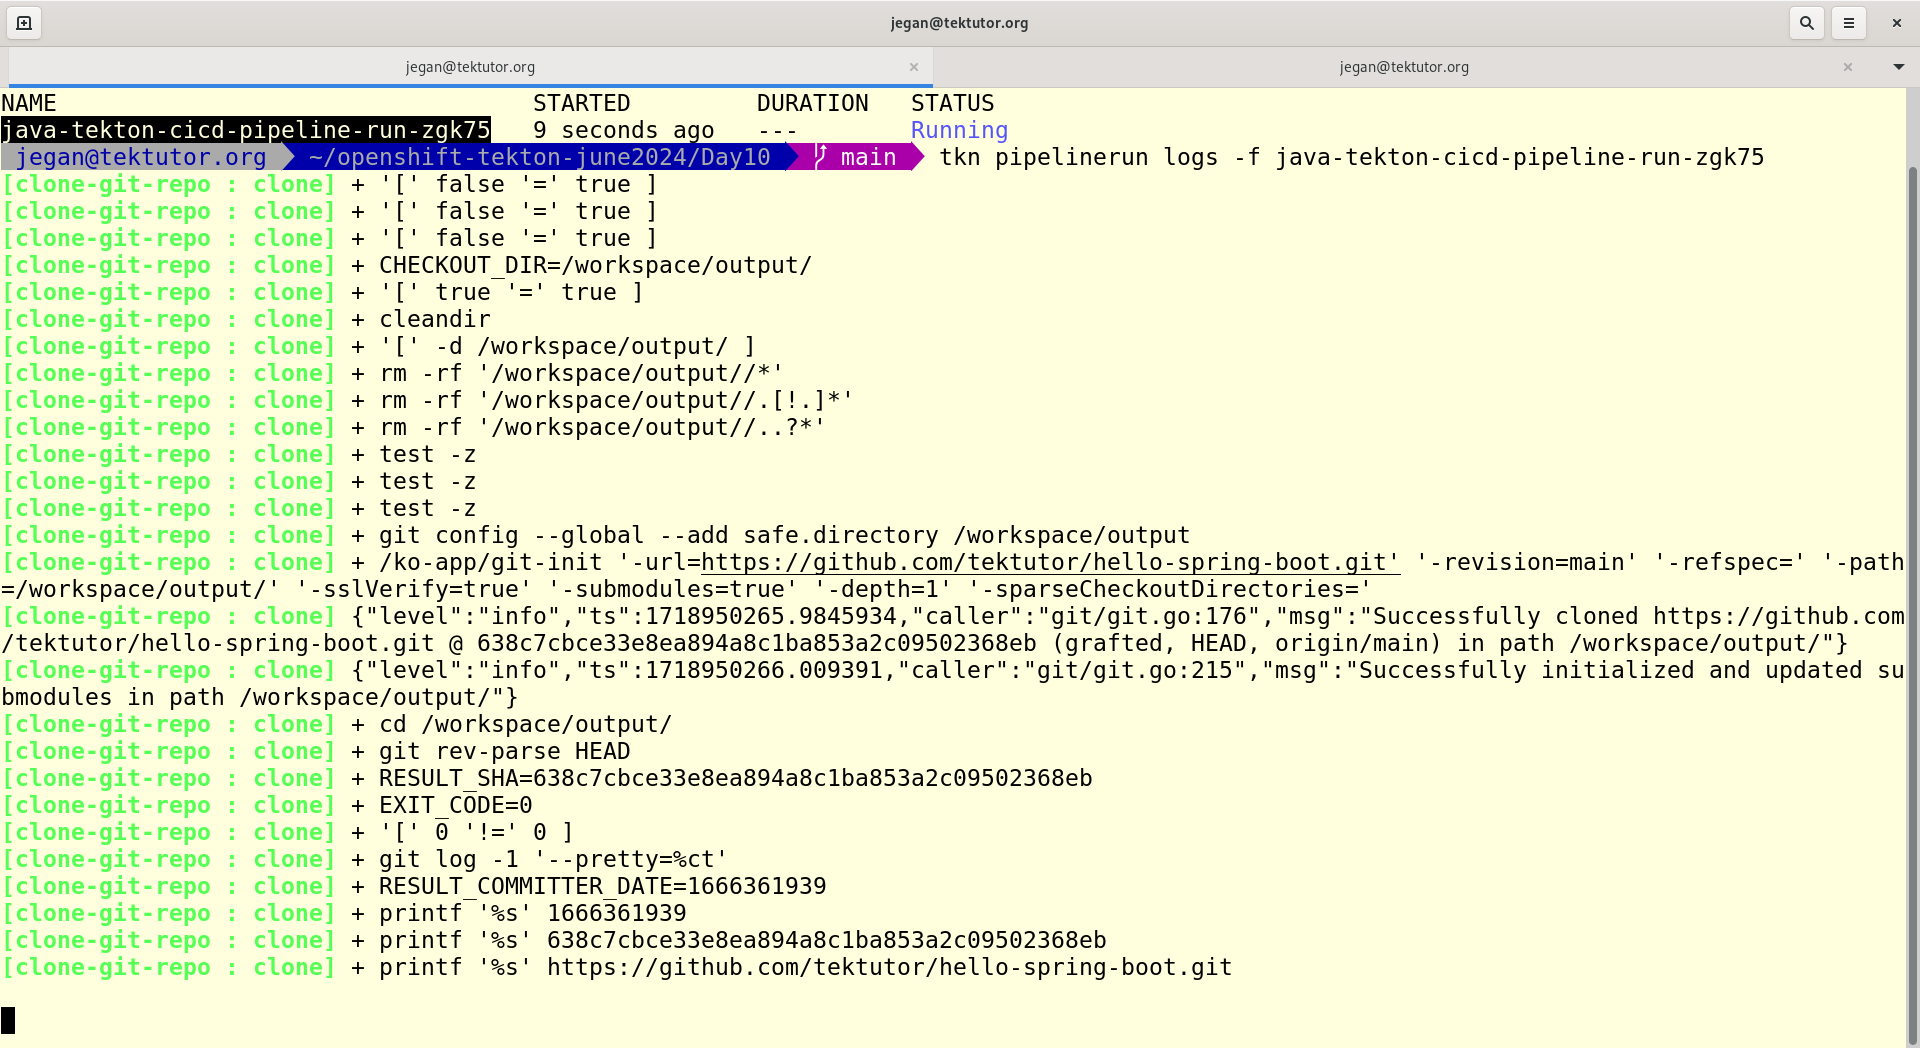 jegan@tektutor.org
jegan@tektutor.org jegan@tektutor.org
NAME STARTED DURATION STATUS
java-tekton-cicd-pipeline-run-zgk75 9 seconds ago --- Running
jegan@tektutor.org ~/openshift-tekton-june2024/Day10 main tkn pipelinerun logs -f java-tekton-cicd-pipeline-run-zgk75
[clone-git-repo : clone] + '[' false '=' true ]
[clone-git-repo : clone] + '[' false '=' true ]
[clone-git-repo : clone] + '[' false '=' true ]
[clone-git-repo : clone] + CHECKOUT_DIR=/workspace/output/
[clone-git-repo : clone] + '[' true '=' true ]
[clone-git-repo : clone] + cleandir
[clone-git-repo : clone] + '[' -d /workspace/output/ ]
[clone-git-repo : clone] + rm -rf '/workspace/output//*'
[clone-git-repo : clone] + rm -rf '/workspace/output//.[!.]*'
[clone-git-repo : clone] + rm -rf '/workspace/output//..?*'
[clone-git-repo : clone] + test -z
[clone-git-repo : clone] + test -z
[clone-git-repo : clone] + test -z
[clone-git-repo : clone] + git config --global --add safe.directory /workspace/output
[clone-git-repo : clone] + /ko-app/git-init '-url=https://github.com/tektutor/hello-spring-boot.git' '-revision=main' '-refspec=' '-path
=/workspace/output/' '-sslVerify=true' '-submodules=true' '-depth=1' '-sparseCheckoutDirectories='
[clone-git-repo : clone] {"level":"info","ts":1718950265.9845934,"caller":"git/git.go:176","msg":"Successfully cloned https://github.com
/tektutor/hello-spring-boot.git @ 638c7cbce33e8ea894a8c1ba853a2c09502368eb (grafted, HEAD, origin/main) in path /workspace/output/"}
[clone-git-repo : clone] {"level":"info","ts":1718950266.009391,"caller":"git/git.go:215","msg":"Successfully initialized and updated su
bmodules in path /workspace/output/"}
[clone-git-repo : clone] + cd /workspace/output/
[clone-git-repo : clone] + git rev-parse HEAD
[clone-git-repo : clone] + RESULT_SHA=638c7cbce33e8ea894a8c1ba853a2c09502368eb
[clone-git-repo : clone] + EXIT_CODE=0
[clone-git-repo : clone] + '[' 0 '!=' 0 ]
[clone-git-repo : clone] + git log -1 '--pretty=%ct'
[clone-git-repo : clone] + RESULT_COMMITTER_DATE=1666361939
[clone-git-repo : clone] + printf '%s' 1666361939
[clone-git-repo : clone] + printf '%s' 638c7cbce33e8ea894a8c1ba853a2c09502368eb
[clone-git-repo : clone] + printf '%s' https://github.com/tektutor/hello-spring-boot.git